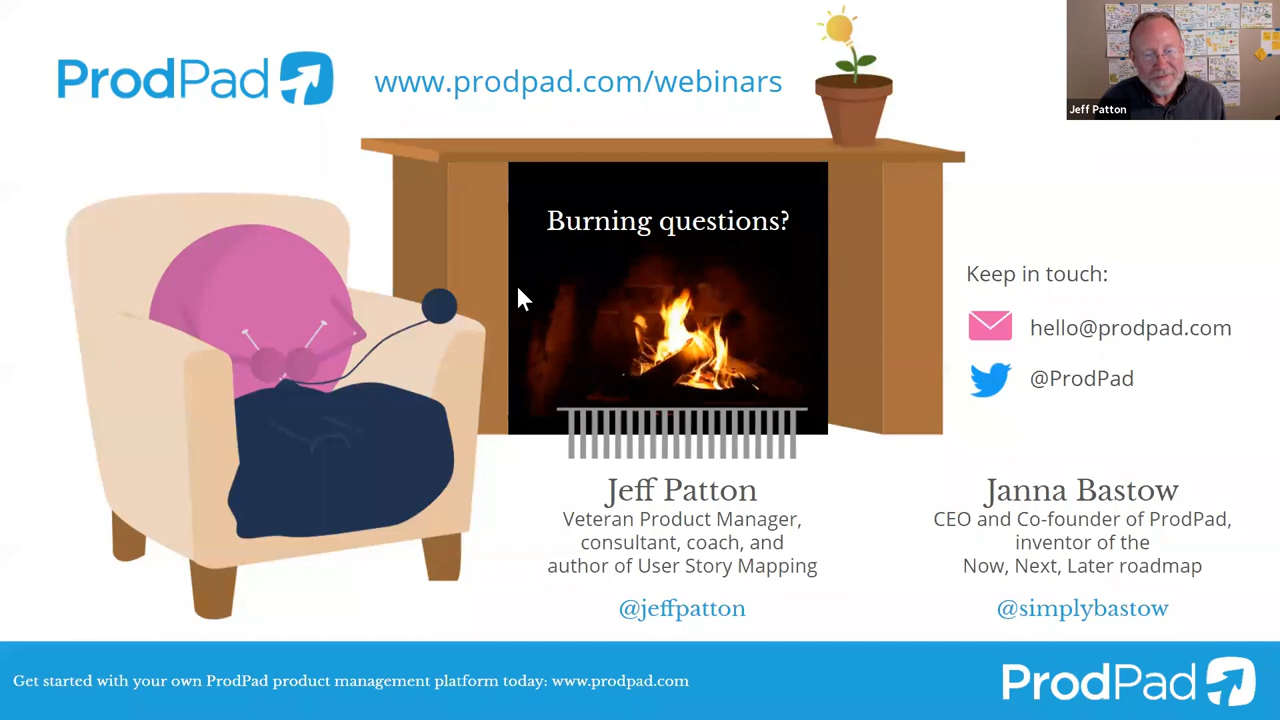 ProdPad
www.prodpad.com/webinars
Jeff Patton
Burning questions?
Keep in touch:
hello@prodpad.com
@ProdPad
Jeff Patton
Veteran Product Manager,
consultant, coach, and
author of User Story Mapping
@jeffpatton
Janna Bastow
CEO and Co-founder of ProdPad,
inventor of the
Now, Next, Later roadmap
@simplybastow
Get started with your own ProdPad product management platform today: www.prodpad.com
ProdPad